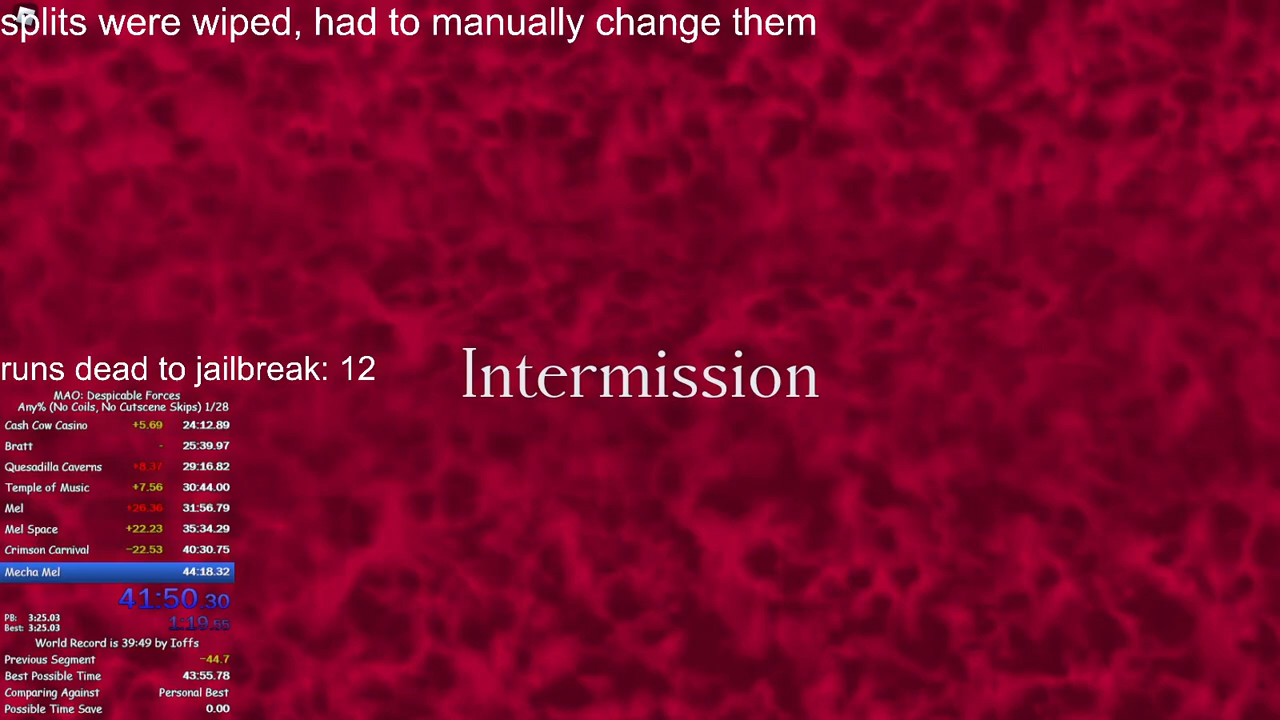 splits were wiped, had to manually change them
Intermission
runs dead to jailbreak: 12
MAO: Despicable Forces
Any% (No Coils, No Cutscene Skips) 1/28
Cash Cow Casino +5.69 24:12.89
Bratt - 25:39.97
Quesadilla Caverns +8.37 29:16.82
Temple of Music +7.56 30:44.00
Mel +26.36 31:56.79
Mel Space +22.23 35:34.29
Crimson Carnival −22.53 40:30.75
Mecha Mel 44:18.32
41:50.30
PB: 3:25.03
1:19.55
Best: 3:25.03
World Record is 39:49 by Ioffs
Previous Segment −44.7
Best Possible Time 43:55.78
Comparing Against Personal Best
Possible Time Save 0.00